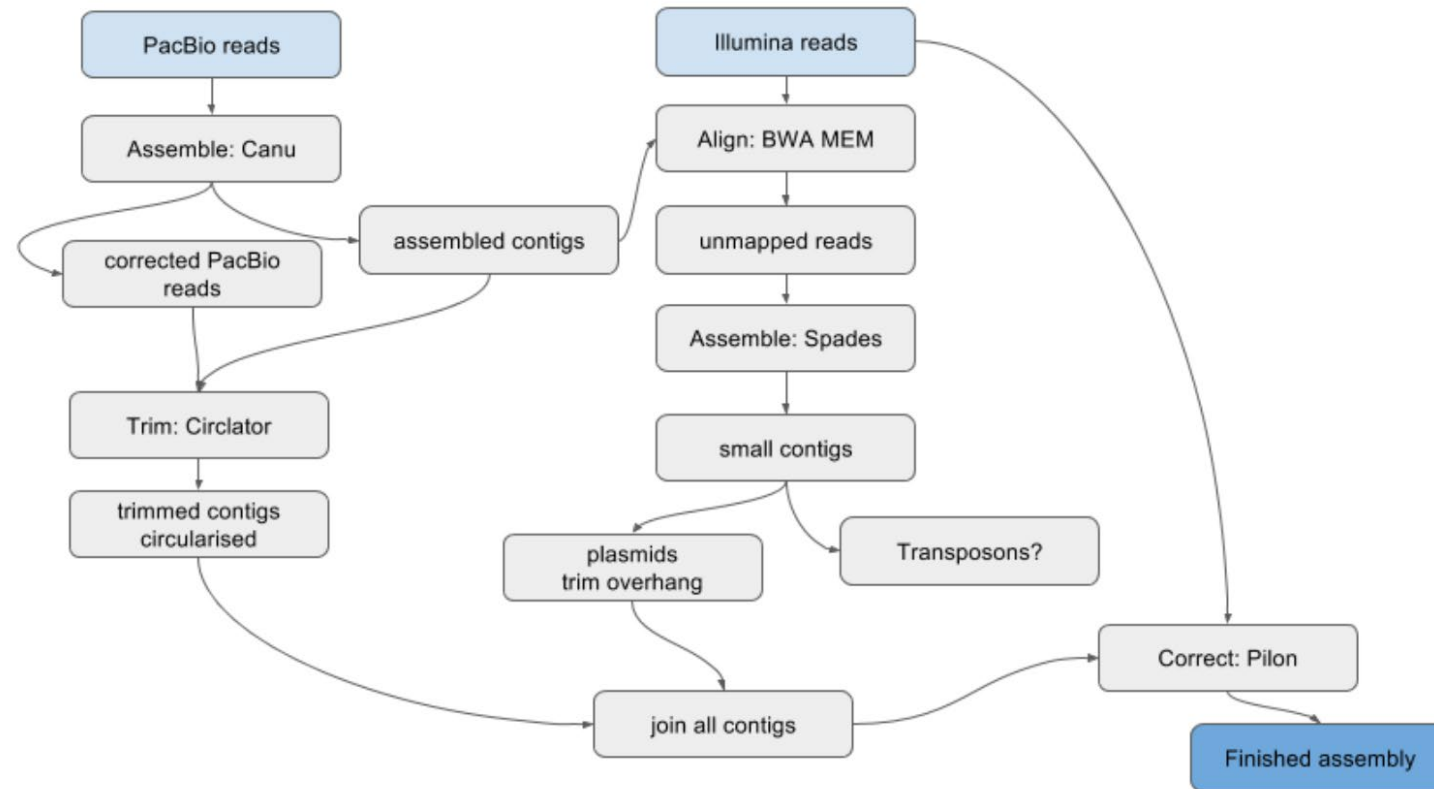 PacBio reads
Illumina reads
Assemble: Canu
Align: BWA MEM
assembled contigs
unmapped reads
corrected PacBio
reads
Assemble: Spades
Trim: Circlator
small contigs
trimmed contigs
circularised
plasmids
trim overhang
Transposons?
Correct: Pilon
join all contigs
Finished assembly